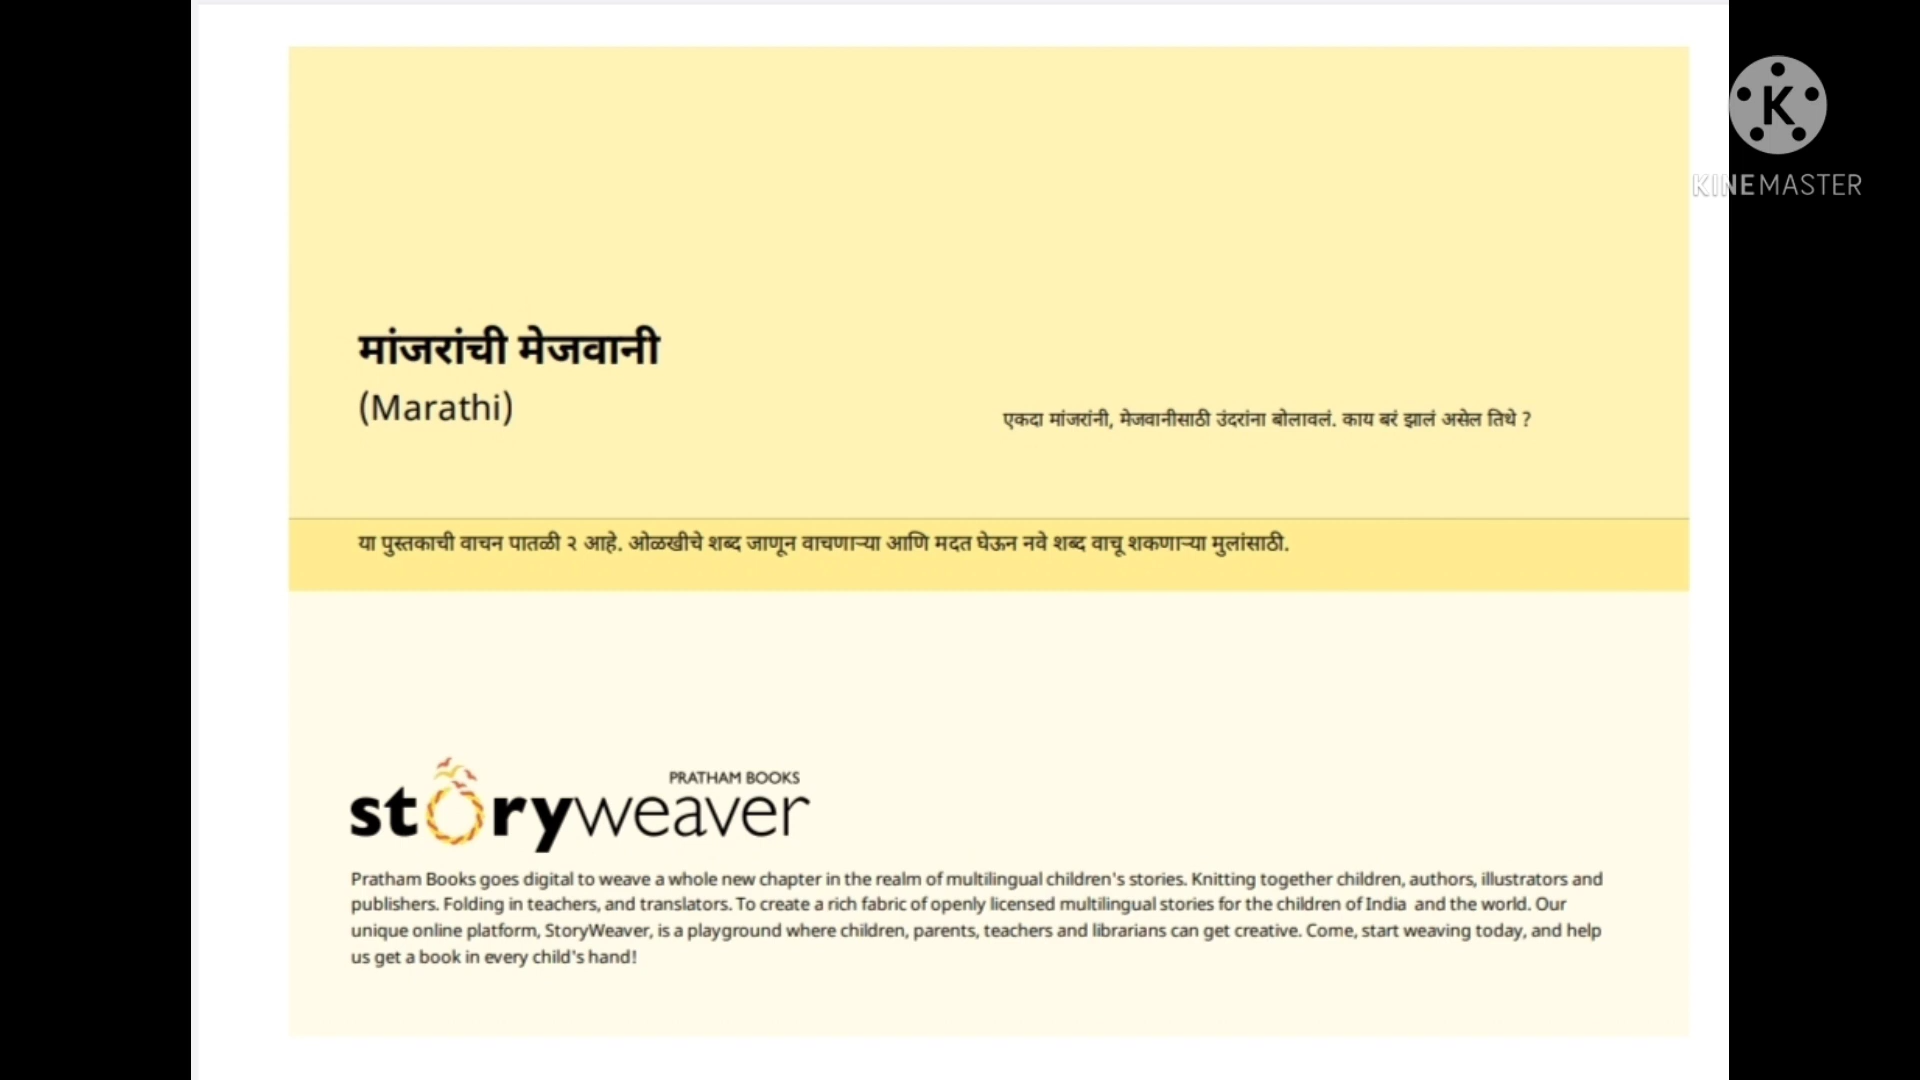 मांजरांची मेजवानी
(Marathi)
एकदा मांजरांनी, मेजवानीसाठी उंदरांना बोलावलं. काय बरं झालं असेल तिथे ?
या पुस्तकाची वाचन पातळी २ आहे. ओळखीचे शब्द जाणून वाचणाऱ्या आणि मदत घेऊन नवे शब्द वाचू शकणाऱ्या मुलांसाठी.
PRATHAM BOOKS
storyweaver
Pratham Books goes digital to weave a whole new chapter in the realm of multilingual children's stories. Knitting together children, authors, illustrators and
publishers. Folding in teachers, and translators. To create a rich fabric of openly licensed multilingual stories for the children of India and the world. Our
unique online platform, StoryWeaver, is a playground where children, parents, teachers and librarians can get creative. Come, start weaving today, and help
us get a book in every child's hand!
K
KINEMASTER